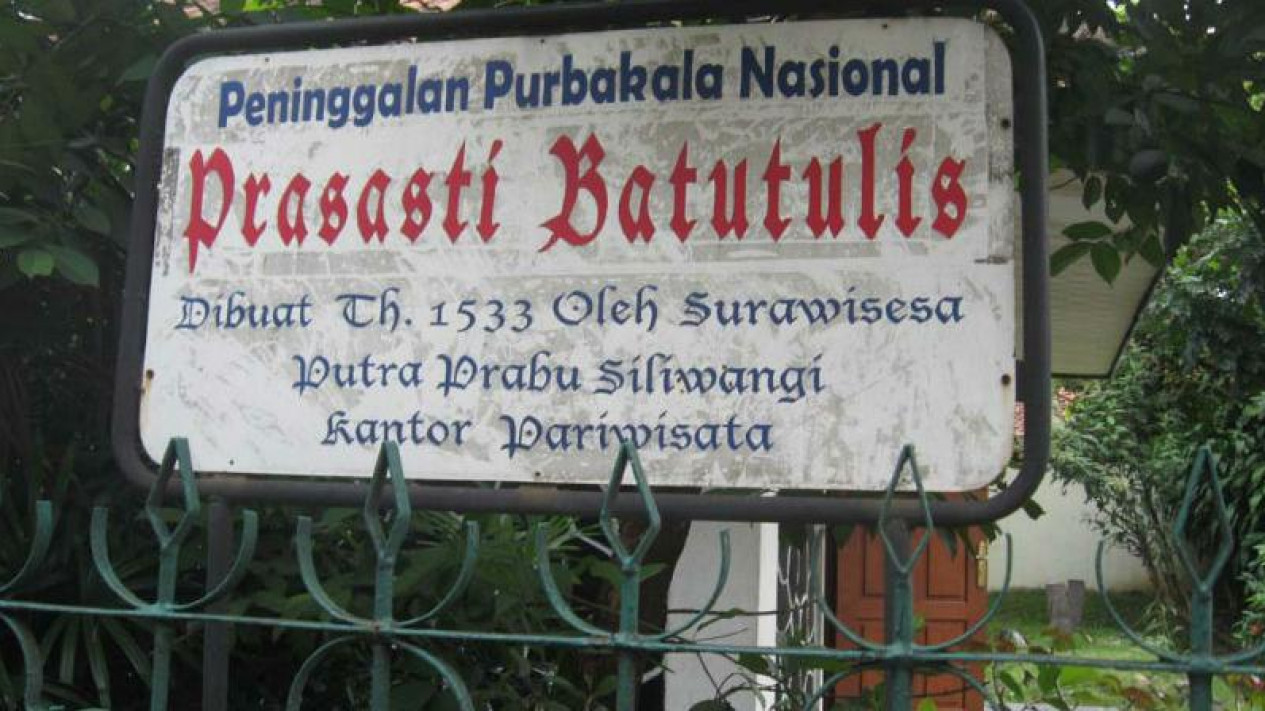 Peninggalan Purbakala Nasional
Prasasti Batutulis
Dibuat Th. 1533 Oleh Surawisesa
Putra Prabu Siliwangi
Kantor Pariwisata